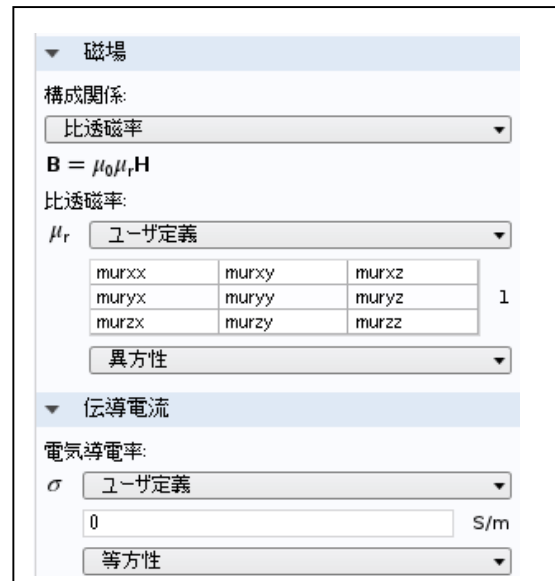 磁場
構成関係:
比透磁率
B = μ₀μᵣH
比透磁率:
μᵣ ユーザ定義
murxx murxy murxz
muryx muryy muryz 1
murzx murzy murzz
異方性
伝導電流
電気導電率:
σ ユーザ定義
0 S/m
等方性